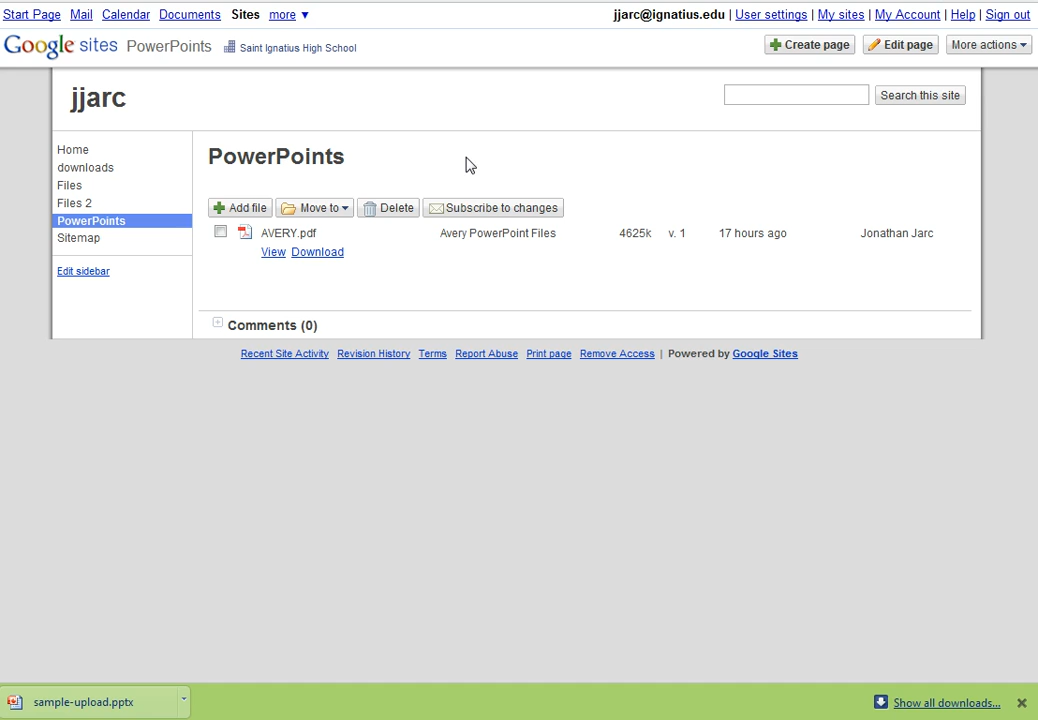 Start Page Mail Calendar Documents Sites more ▼ jjarc@ignatius.edu | User settings | My sites | My Account | Help | Sign out
Google sites PowerPoints Saint Ignatius High School Create page Edit page More actions ▾
jjarc Search this site
Home
downloads
Files
Files 2
PowerPoints
Sitemap
Edit sidebar
PowerPoints
Add file Move to ▾ Delete Subscribe to changes
AVERY.pdf Avery PowerPoint Files 4625k v. 1 17 hours ago Jonathan Jarc
View Download
Comments (0)
Recent Site Activity Revision History Terms Report Abuse Print page Remove Access | Powered by Google Sites
sample-upload.pptx Show all downloads...